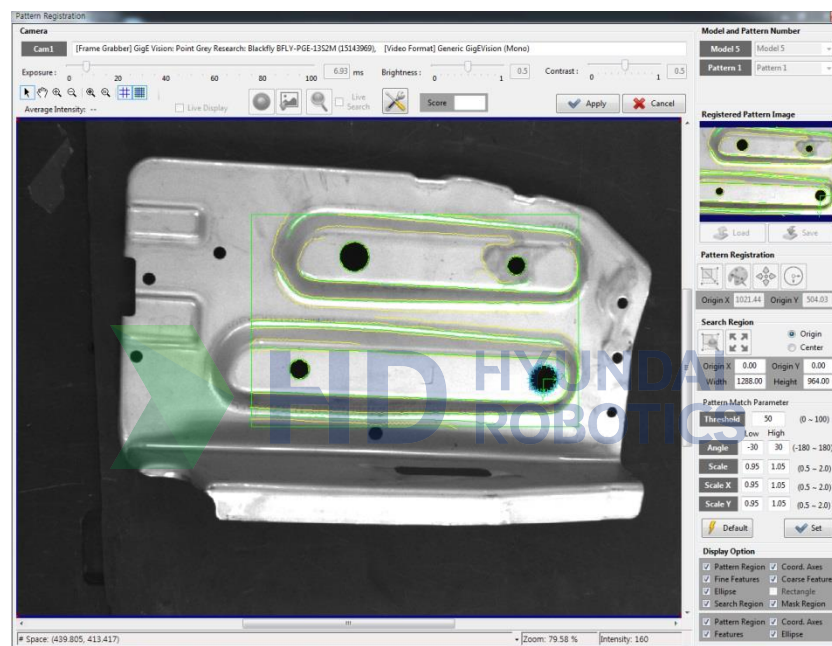 Pattern Registration
Camera
Cam1 [Frame Grabber] GigE Vision: Point Grey Research: Blackfly BFLY-PGE-13S2M (15143969), [Video Format] Generic GigEVision (Mono)
Exposure : 0 20 40 60 80 100 6.93 ms Brightness : 0 1 0.5 Contrast : 0 1 0.5
Average Intensity: -- Live Display Live Search Score Apply Cancel
Model and Pattern Number
Model 5 Model 5
Pattern 1 Pattern 1
Registered Pattern Image
Load Save
Pattern Registration
Origin X 1021.44 Origin Y 504.03
Search Region
Origin
Center
Origin X 0.00 Origin Y 0.00
Width 1288.00 Height 964.00
Pattern Match Parameter
Threshold 50 (0 ~ 100)
Low High
Angle -30 30 (-180 ~ 180)
Scale 0.95 1.05 (0.5 ~ 2.0)
Scale X 0.95 1.05 (0.5 ~ 2.0)
Scale Y 0.95 1.05 (0.5 ~ 2.0)
Default Set
Display Option
Pattern Region Coord. Axes
Fine Features Coarse Feature
Ellipse Rectangle
Search Region Mask Region
Pattern Region Coord. Axes
Features Ellipse
HD HYUNDAI
ROBOTICS
# Space: (439.805, 413.417) Zoom: 79.58 % Intensity: 160